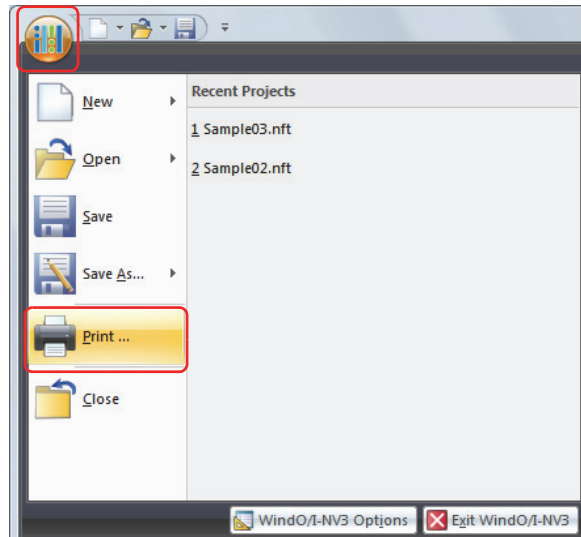 New
Open
Save
Save As...
Print ...
Close
Recent Projects
1 Sample03.nft
2 Sample02.nft
WindO/I-NV3 Options
Exit WindO/I-NV3